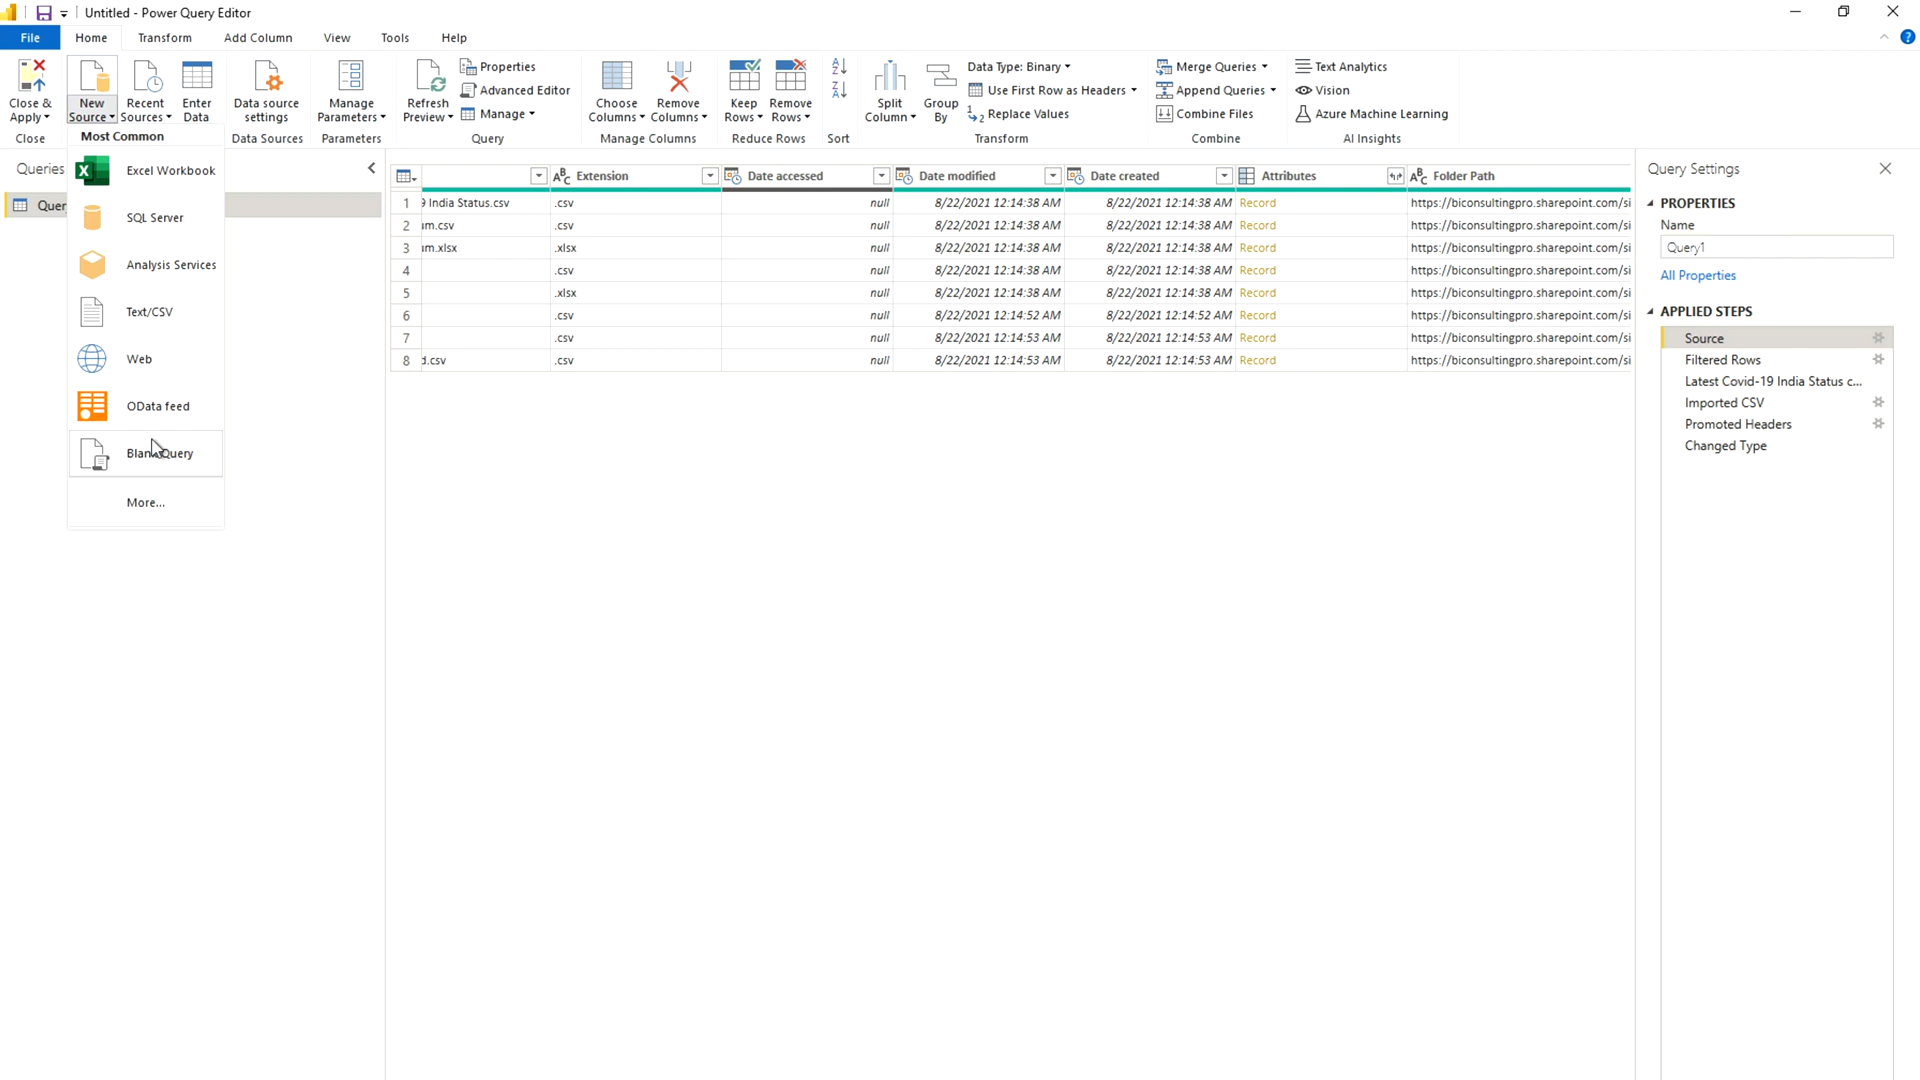 Untitled - Power Query Editor
File Home Transform Add Column View Tools Help
Close & Apply
New Source
Recent Sources
Enter Data
Data source settings
Manage Parameters
Refresh Preview
Properties
Advanced Editor
Manage
Choose Columns
Remove Columns
Keep Rows
Remove Rows
Split Column
Group By
Data Type: Binary
Use First Row as Headers
Replace Values
Merge Queries
Append Queries
Combine Files
Text Analytics
Vision
Azure Machine Learning
Close Data Sources Parameters Query Manage Columns Reduce Rows Sort Transform Combine AI Insights
Most Common
Excel Workbook
SQL Server
Analysis Services
Text/CSV
Web
OData feed
Blank Query
More...
Queries
Quer
Extension Date accessed Date modified Date created Attributes Folder Path
1 India Status.csv .csv null 8/22/2021 12:14:38 AM 8/22/2021 12:14:38 AM Record https://biconsultingpro.sharepoint.com/si
2 um.csv .csv null 8/22/2021 12:14:38 AM 8/22/2021 12:14:38 AM Record https://biconsultingpro.sharepoint.com/si
3 um.xlsx .xlsx null 8/22/2021 12:14:38 AM 8/22/2021 12:14:38 AM Record https://biconsultingpro.sharepoint.com/si
4 .csv null 8/22/2021 12:14:38 AM 8/22/2021 12:14:38 AM Record https://biconsultingpro.sharepoint.com/si
5 .xlsx null 8/22/2021 12:14:38 AM 8/22/2021 12:14:38 AM Record https://biconsultingpro.sharepoint.com/si
6 .csv null 8/22/2021 12:14:52 AM 8/22/2021 12:14:52 AM Record https://biconsultingpro.sharepoint.com/si
7 .csv null 8/22/2021 12:14:53 AM 8/22/2021 12:14:53 AM Record https://biconsultingpro.sharepoint.com/si
8 d.csv .csv null 8/22/2021 12:14:53 AM 8/22/2021 12:14:53 AM Record https://biconsultingpro.sharepoint.com/si
Query Settings
PROPERTIES
Name
Query1
All Properties
APPLIED STEPS
Source
Filtered Rows
Latest Covid-19 India Status c...
Imported CSV
Promoted Headers
Changed Type